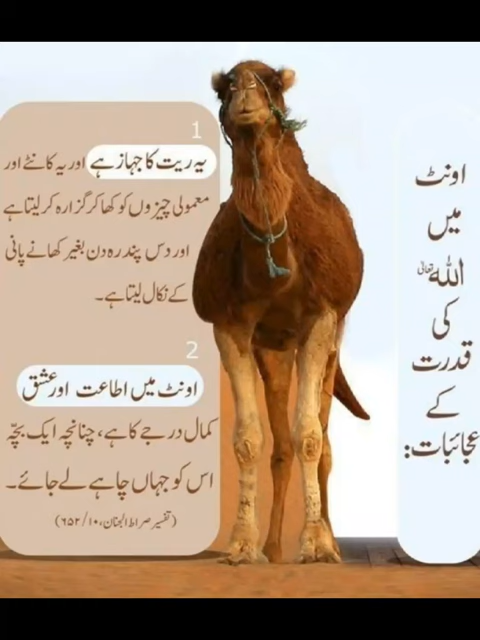 اونٹ
میں
اللہ تعالیٰ
کی
قدرت
کے
عجائبات:
1
یہ ریت کا جہاز ہے اور یہ کانٹے اور
معمولی چیزوں کو کھا کر گزارہ کر لیتا ہے
اور دس پندرہ دن بغیر کھانے پانی
کے نکال لیتا ہے۔
2
اونٹ میں اطاعت اور عشق
کمال درجے کا ہے، چنانچہ ایک بچّہ
اس کو جہاں چاہے لے جائے۔
(تفسیر صراط الجنان، ۱۰/ ۶۵۲)